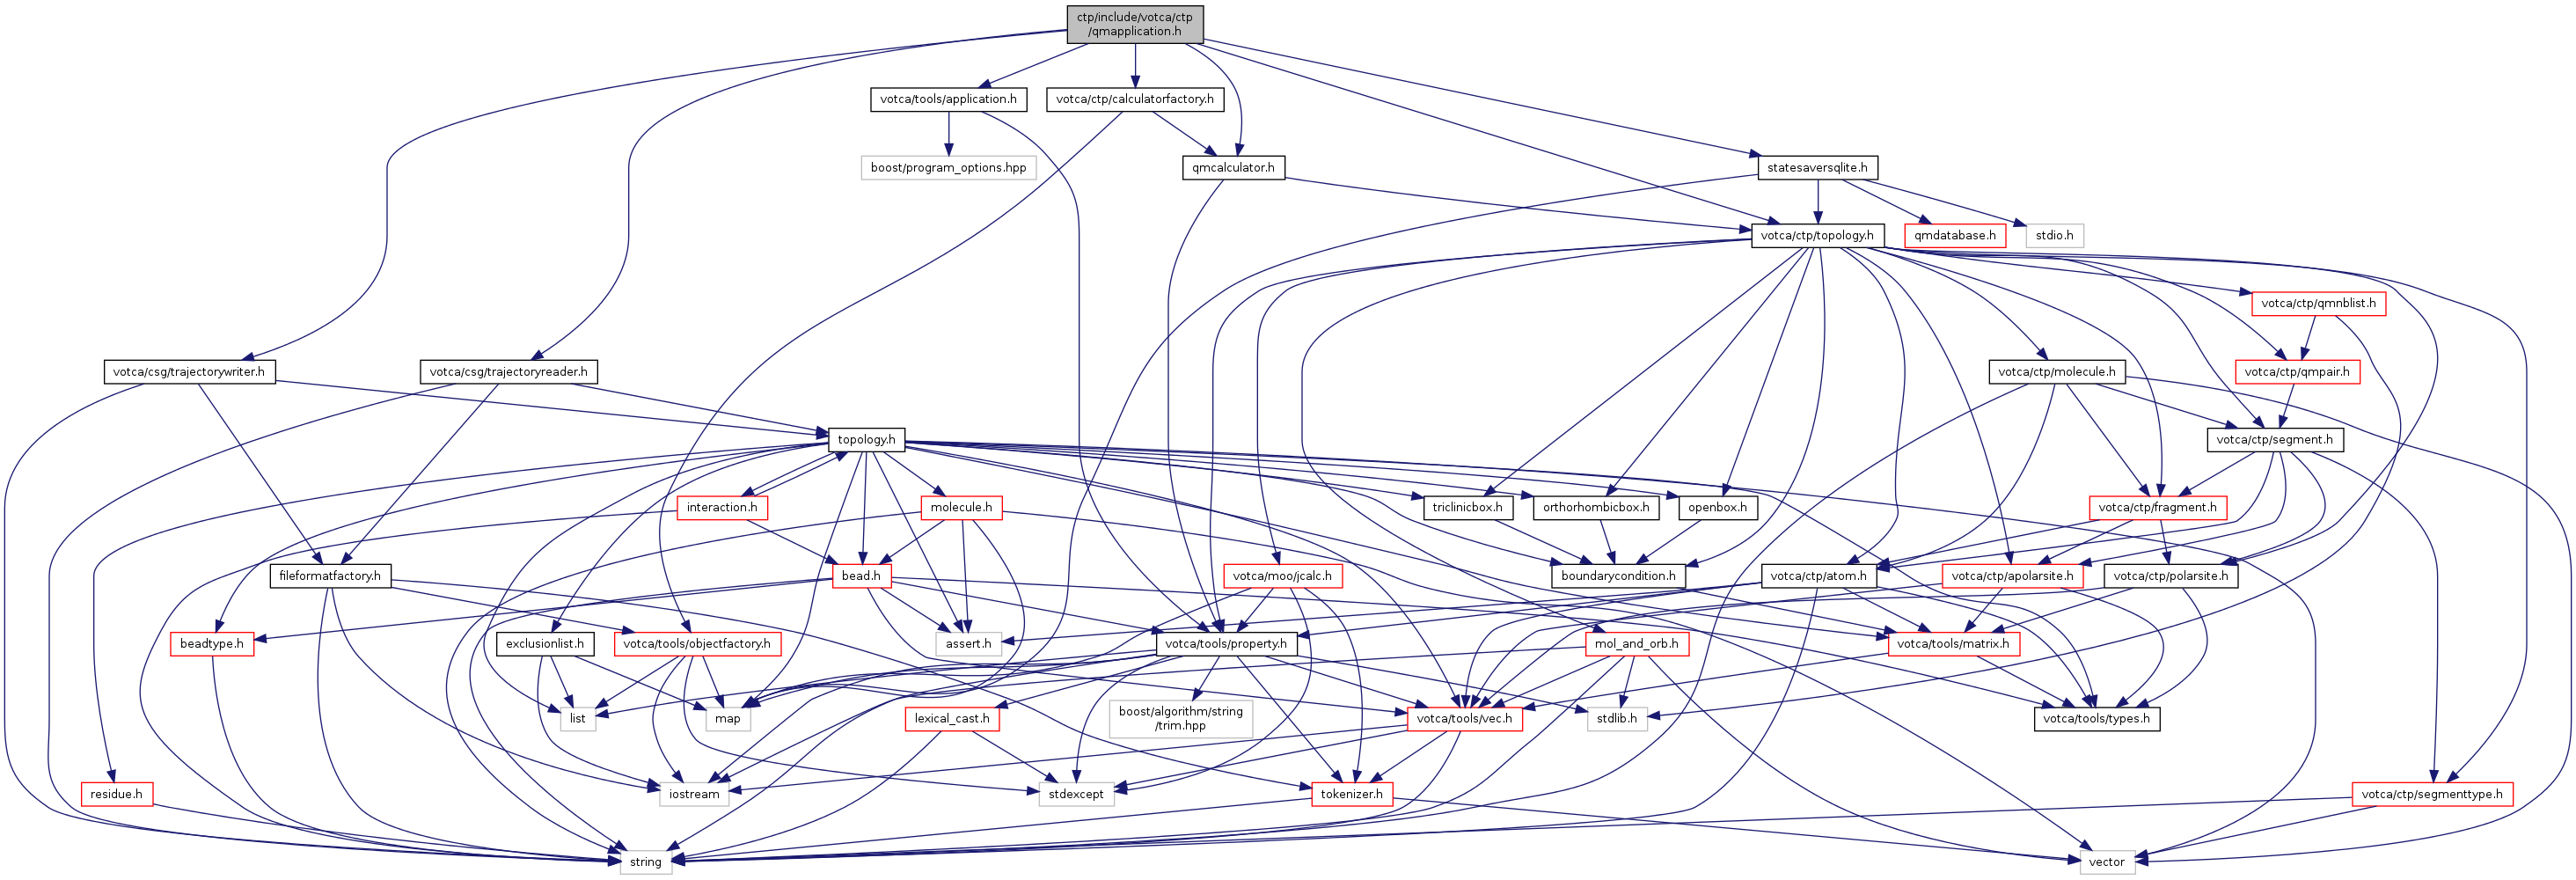 ctp/include/votca/ctp
/qmapplication.h
votca/tools/application.h
votca/ctp/calculatorfactory.h
boost/program_options.hpp
qmcalculator.h
statesaversqlite.h
votca/ctp/topology.h
qmdatabase.h
stdio.h
votca/ctp/qmnblist.h
votca/csg/trajectorywriter.h
votca/csg/trajectoryreader.h
votca/ctp/molecule.h
votca/ctp/qmpair.h
topology.h
votca/ctp/segment.h
interaction.h
molecule.h
triclinicbox.h
orthorhombicbox.h
openbox.h
votca/ctp/fragment.h
fileformatfactory.h
bead.h
votca/moo/jcalc.h
boundarycondition.h
votca/ctp/atom.h
votca/ctp/apolarsite.h
votca/ctp/polarsite.h
beadtype.h
exclusionlist.h
votca/tools/objectfactory.h
assert.h
votca/tools/property.h
mol_and_orb.h
votca/tools/matrix.h
list
map
lexical_cast.h
boost/algorithm/string
/trim.hpp
votca/tools/vec.h
stdlib.h
votca/tools/types.h
residue.h
iostream
stdexcept
tokenizer.h
votca/ctp/segmenttype.h
string
vector